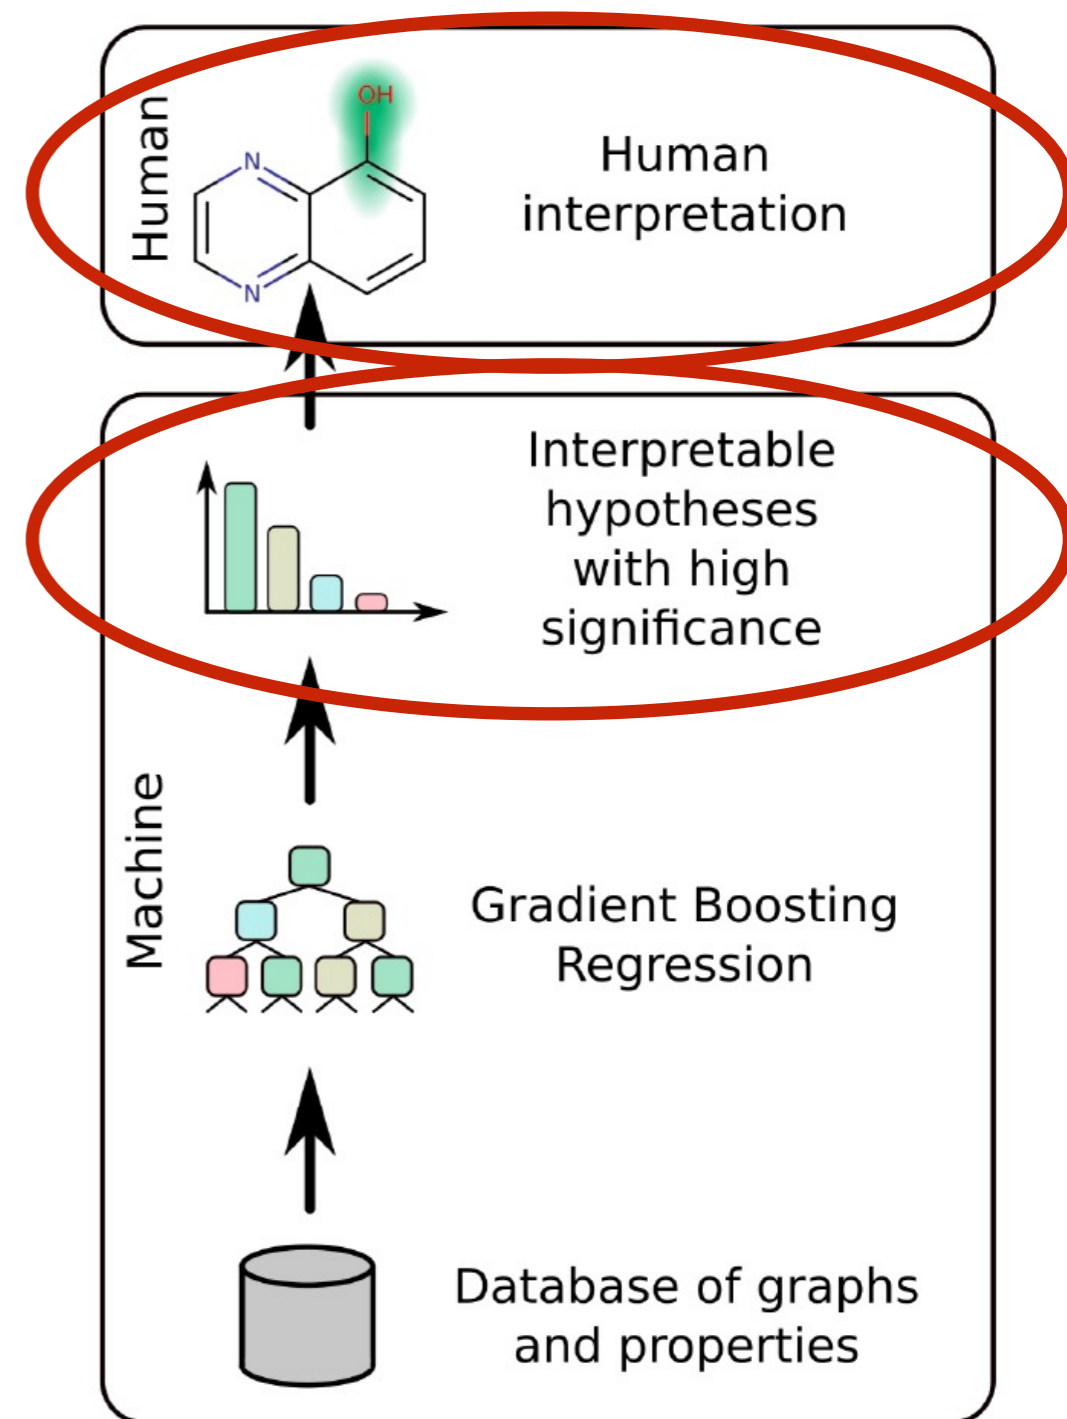 Human
OH
N
N
Human
interpretation
Interpretable
hypotheses
with high
significance
Machine
Gradient Boosting
Regression
Database of graphs
and properties